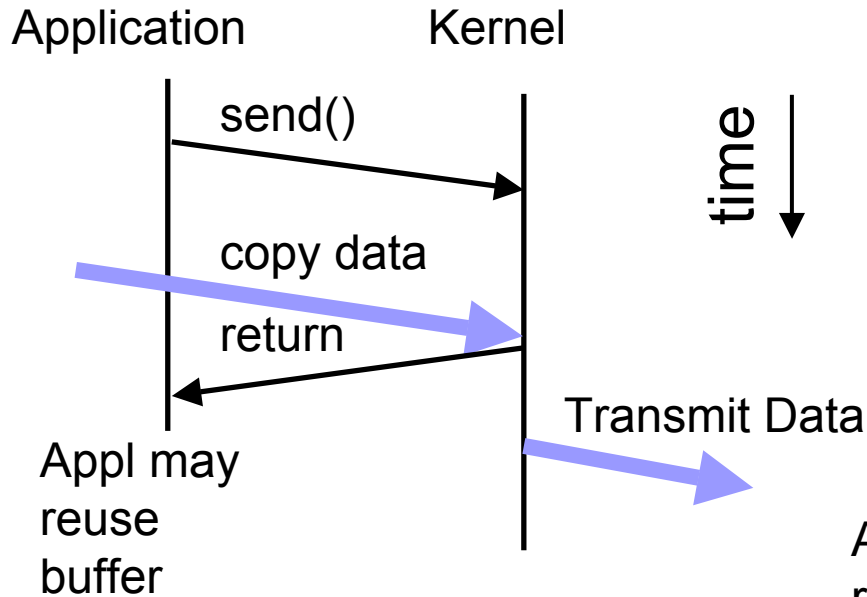 Application
Kernel
send()
time
copy data
return
Transmit Data
Appl may
reuse
buffer